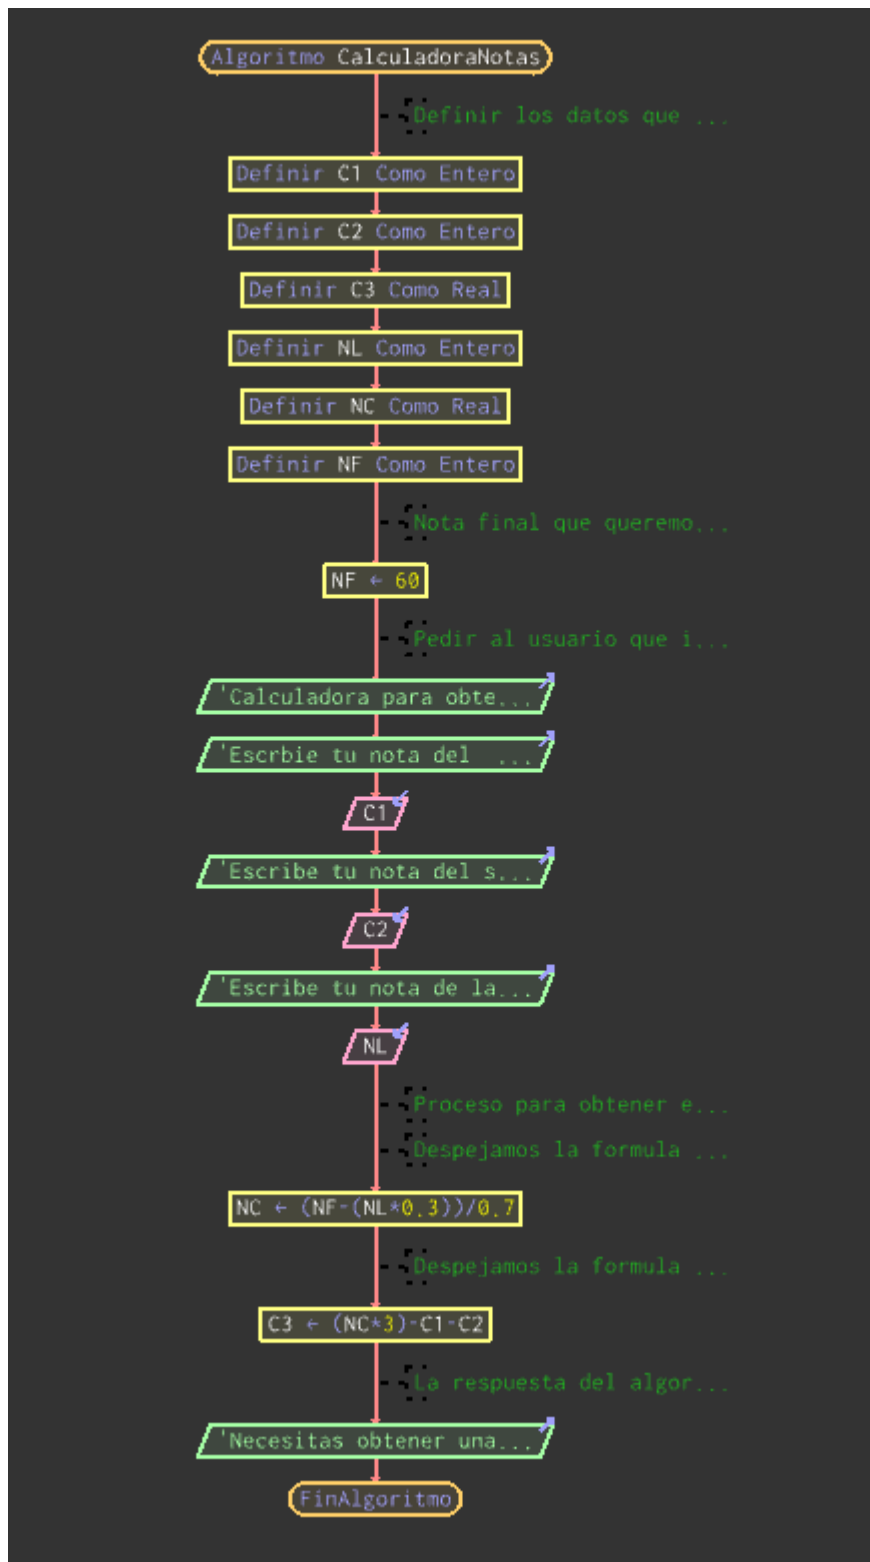 Algoritmo CalculadoraNotas
Definir los datos que ...
Definir C1 Como Entero
Definir C2 Como Entero
Definir C3 Como Real
Definir NL Como Entero
Definir NC Como Real
Definir NF Como Entero
Nota final que queremo...
NF ← 60
Pedir al usuario que i...
'Calculadora para obte...
'Escrbie tu nota del  ...
C1
'Escribe tu nota del s...
C2
'Escribe tu nota de la...
NL
Proceso para obtener e...
Despejamos la formula ...
NC ← (NF-(NL*0.3))/0.7
Despejamos la formula ...
C3 ← (NC*3)-C1-C2
La respuesta del algor...
'Necesitas obtener una...
FinAlgoritmo